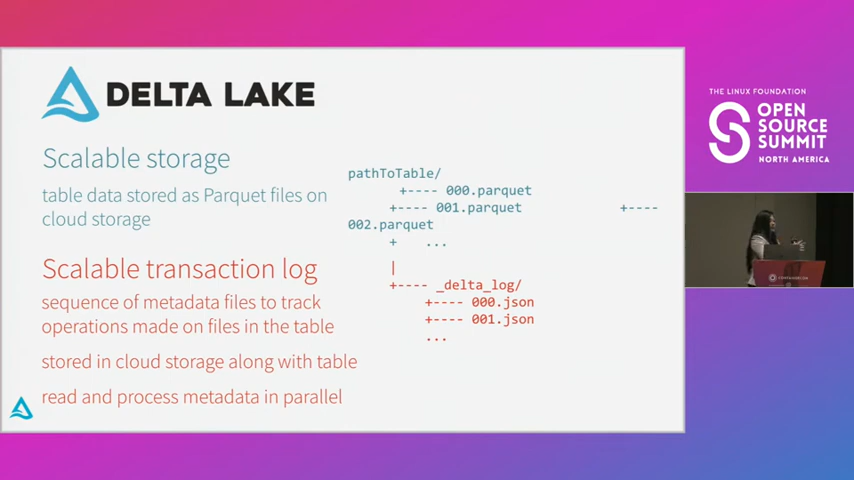 DELTA LAKE
Scalable storage
table data stored as Parquet files on
cloud storage
Scalable transaction log
sequence of metadata files to track
operations made on files in the table
stored in cloud storage along with table
read and process metadata in parallel
pathToTable/
+---- 000.parquet
+---- 001.parquet +----
002.parquet
+ ...
|
+---- _delta_log/
+---- 000.json
+---- 001.json
...
THE LINUX FOUNDATION
OPEN
SOURCE
SUMMIT
NORTH AMERICA